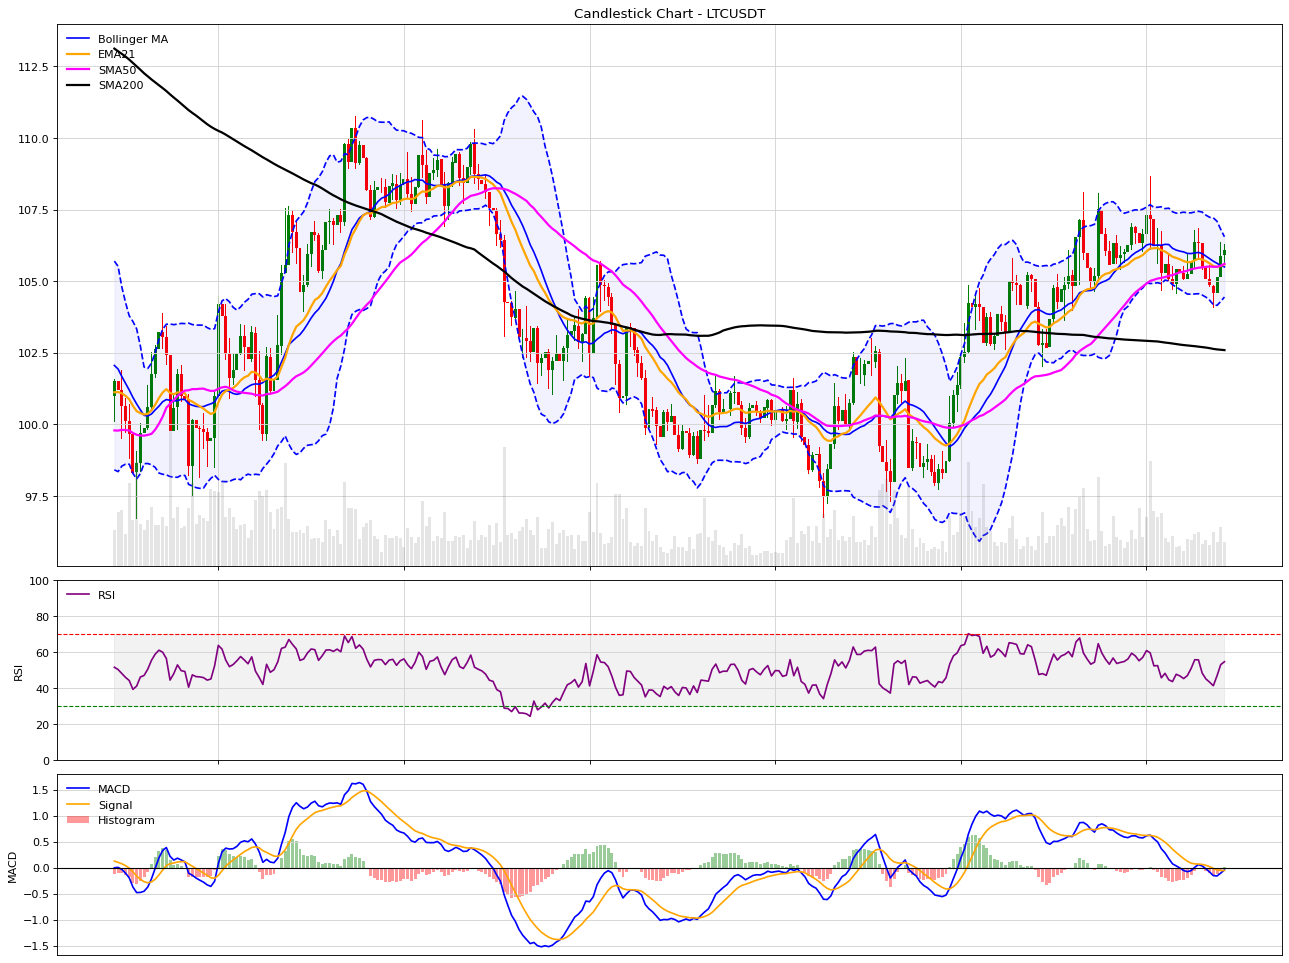 Candlestick Chart - LTCUSDT
Bollinger MA
EMA21
SMA50
SMA200
112.5
110.0
107.5
105.0
102.5
100.0
97.5
RSI
100
80
60
40
20
0
RSI
MACD
Signal
Histogram
1.5
1.0
0.5
0.0
−0.5
−1.0
−1.5
MACD